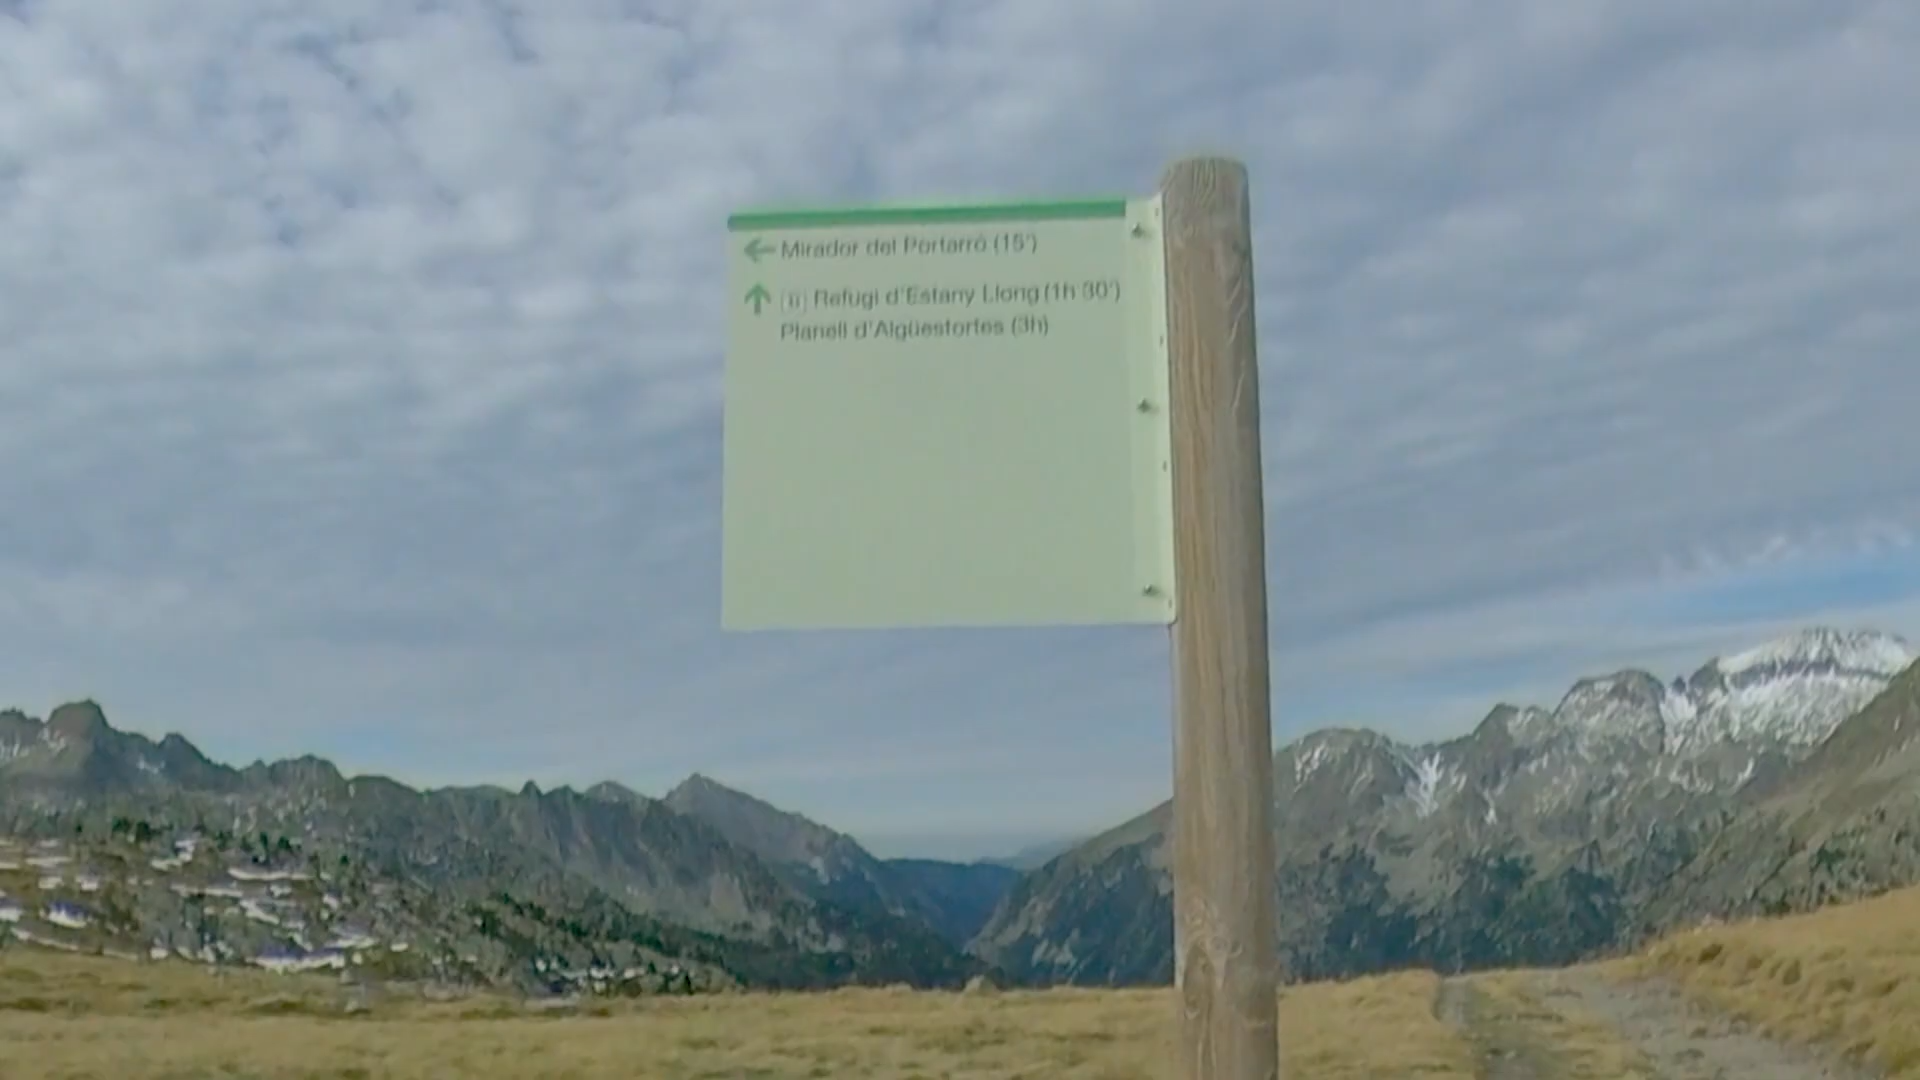 Mirador del Portarró (15')
Refugi d'Estany Llong (1h 30')
Planell d'Aigüestortes (3h)